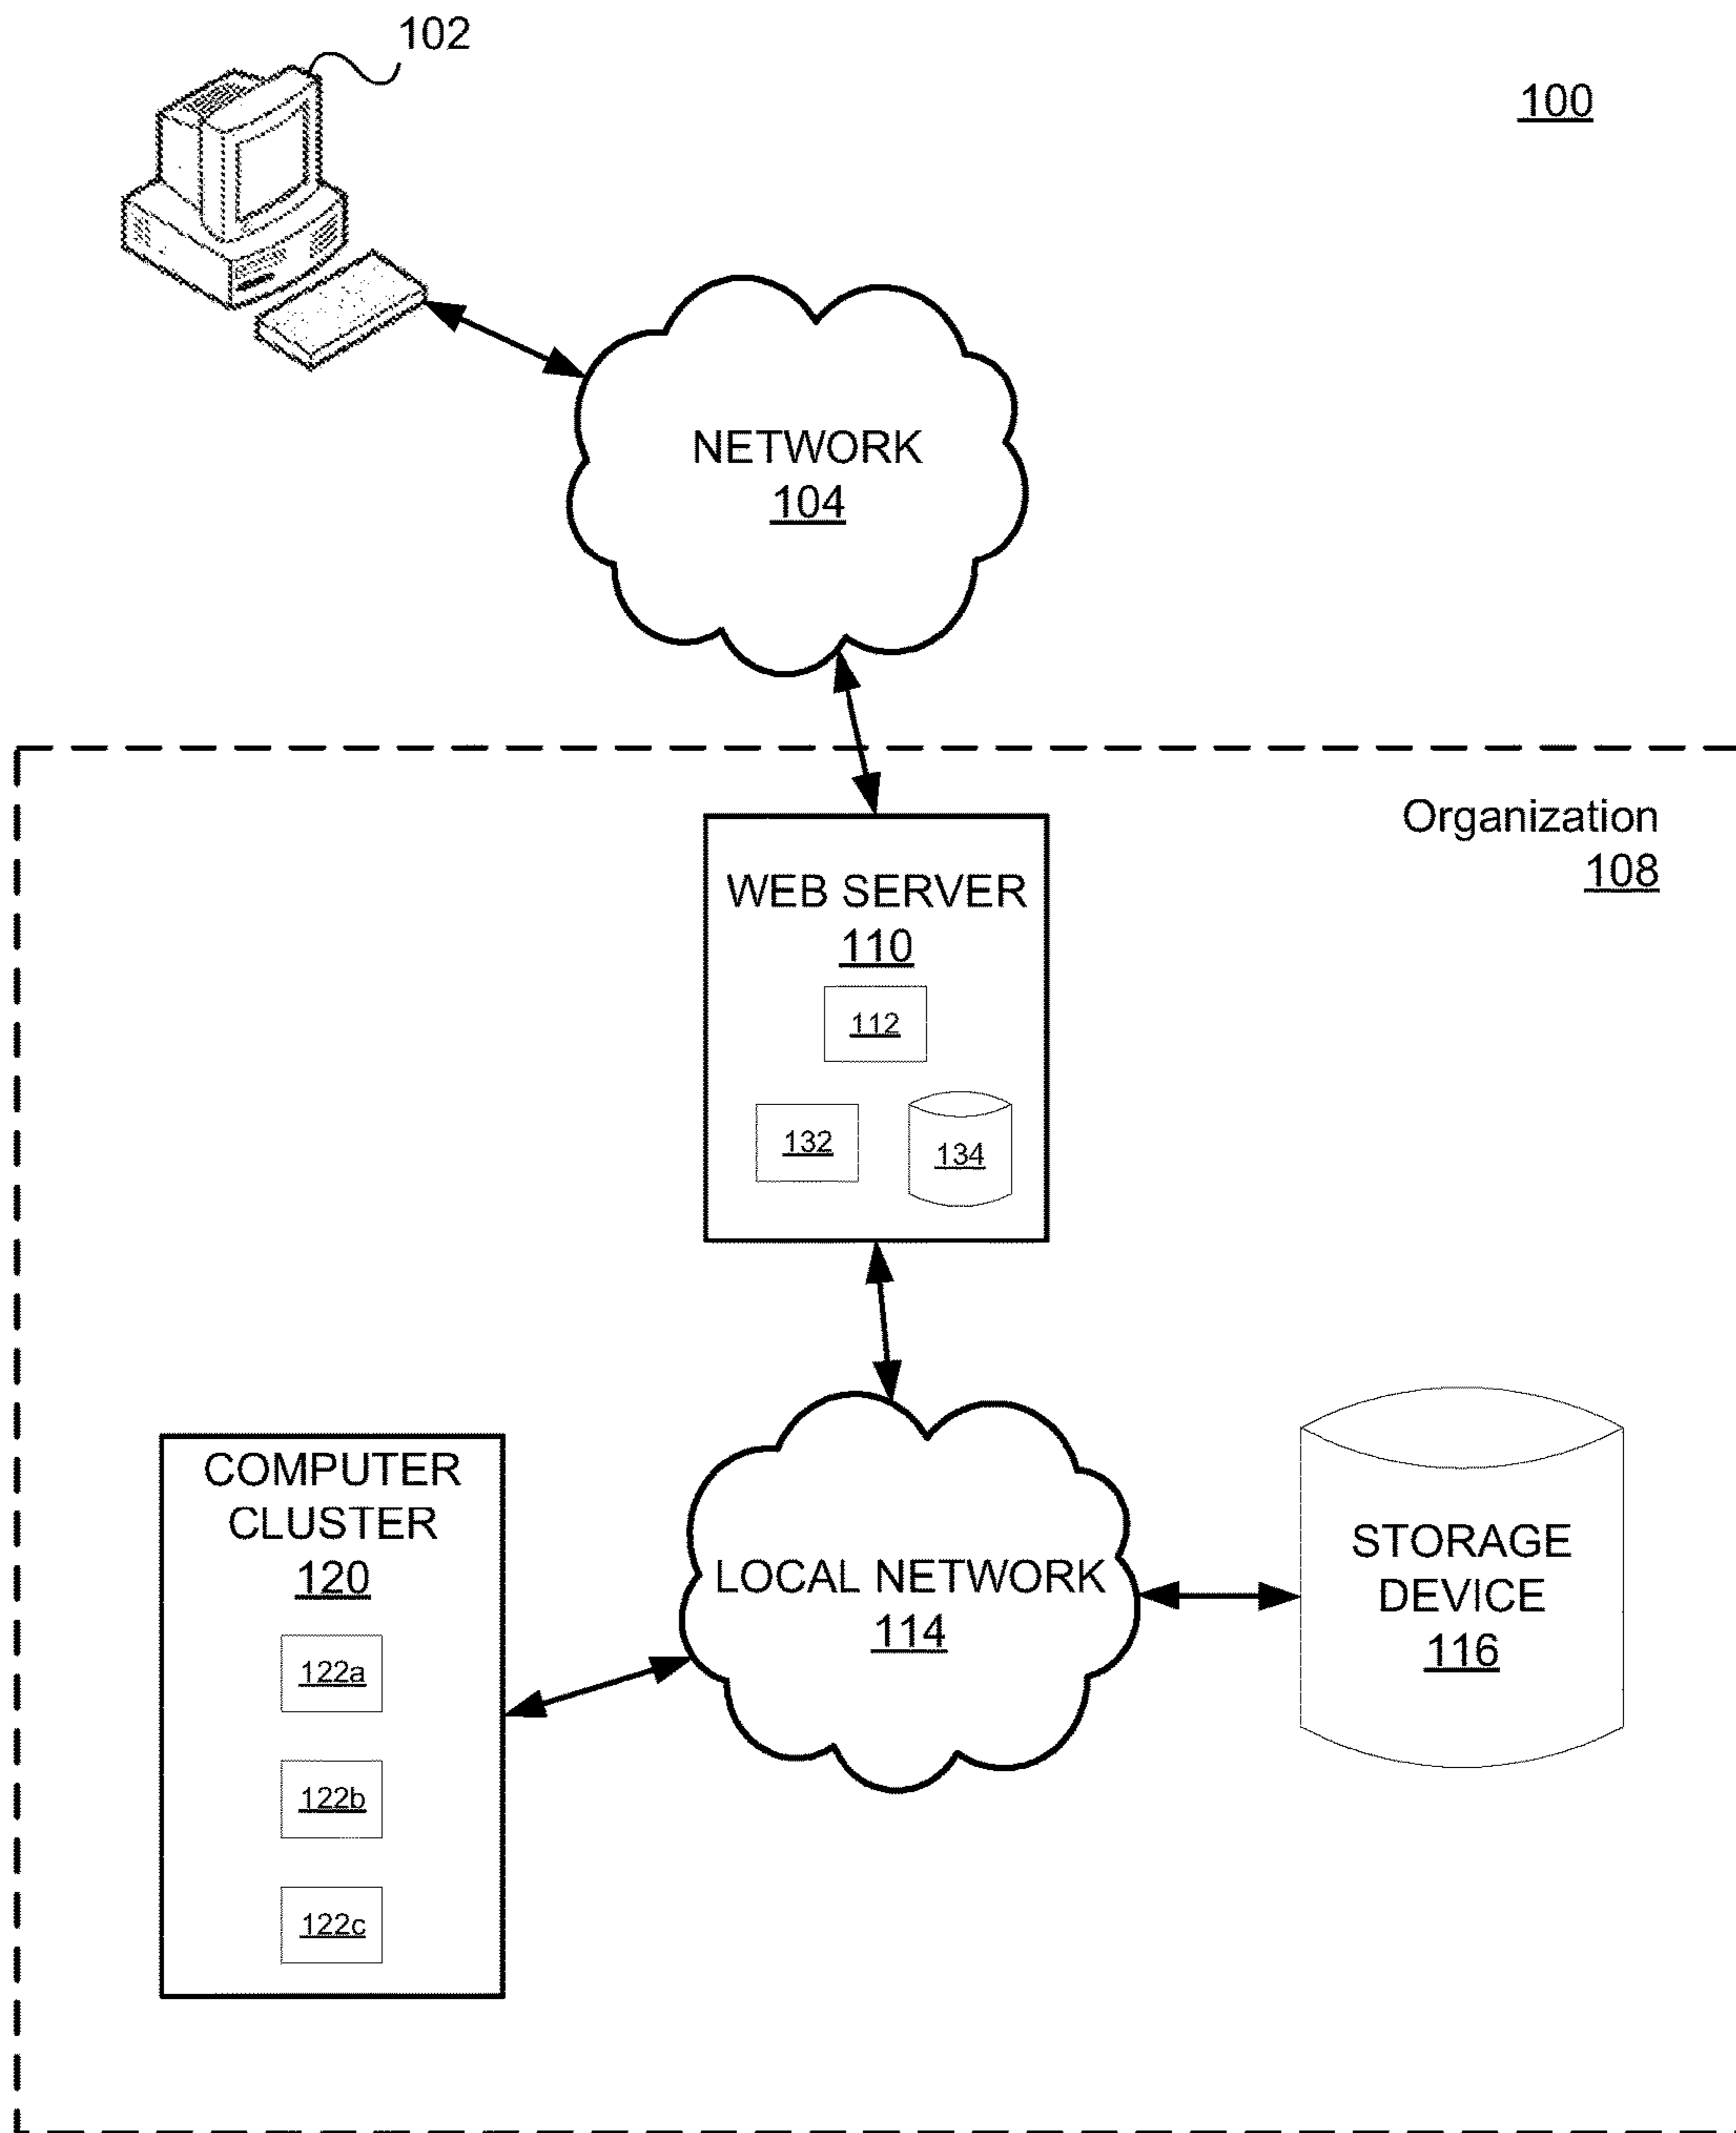 102
100
NETWORK
104
Organization
108
WEB SERVER
110
112
132
134
COMPUTER
CLUSTER
120
122a
122b
122c
LOCAL NETWORK
114
STORAGE
DEVICE
116